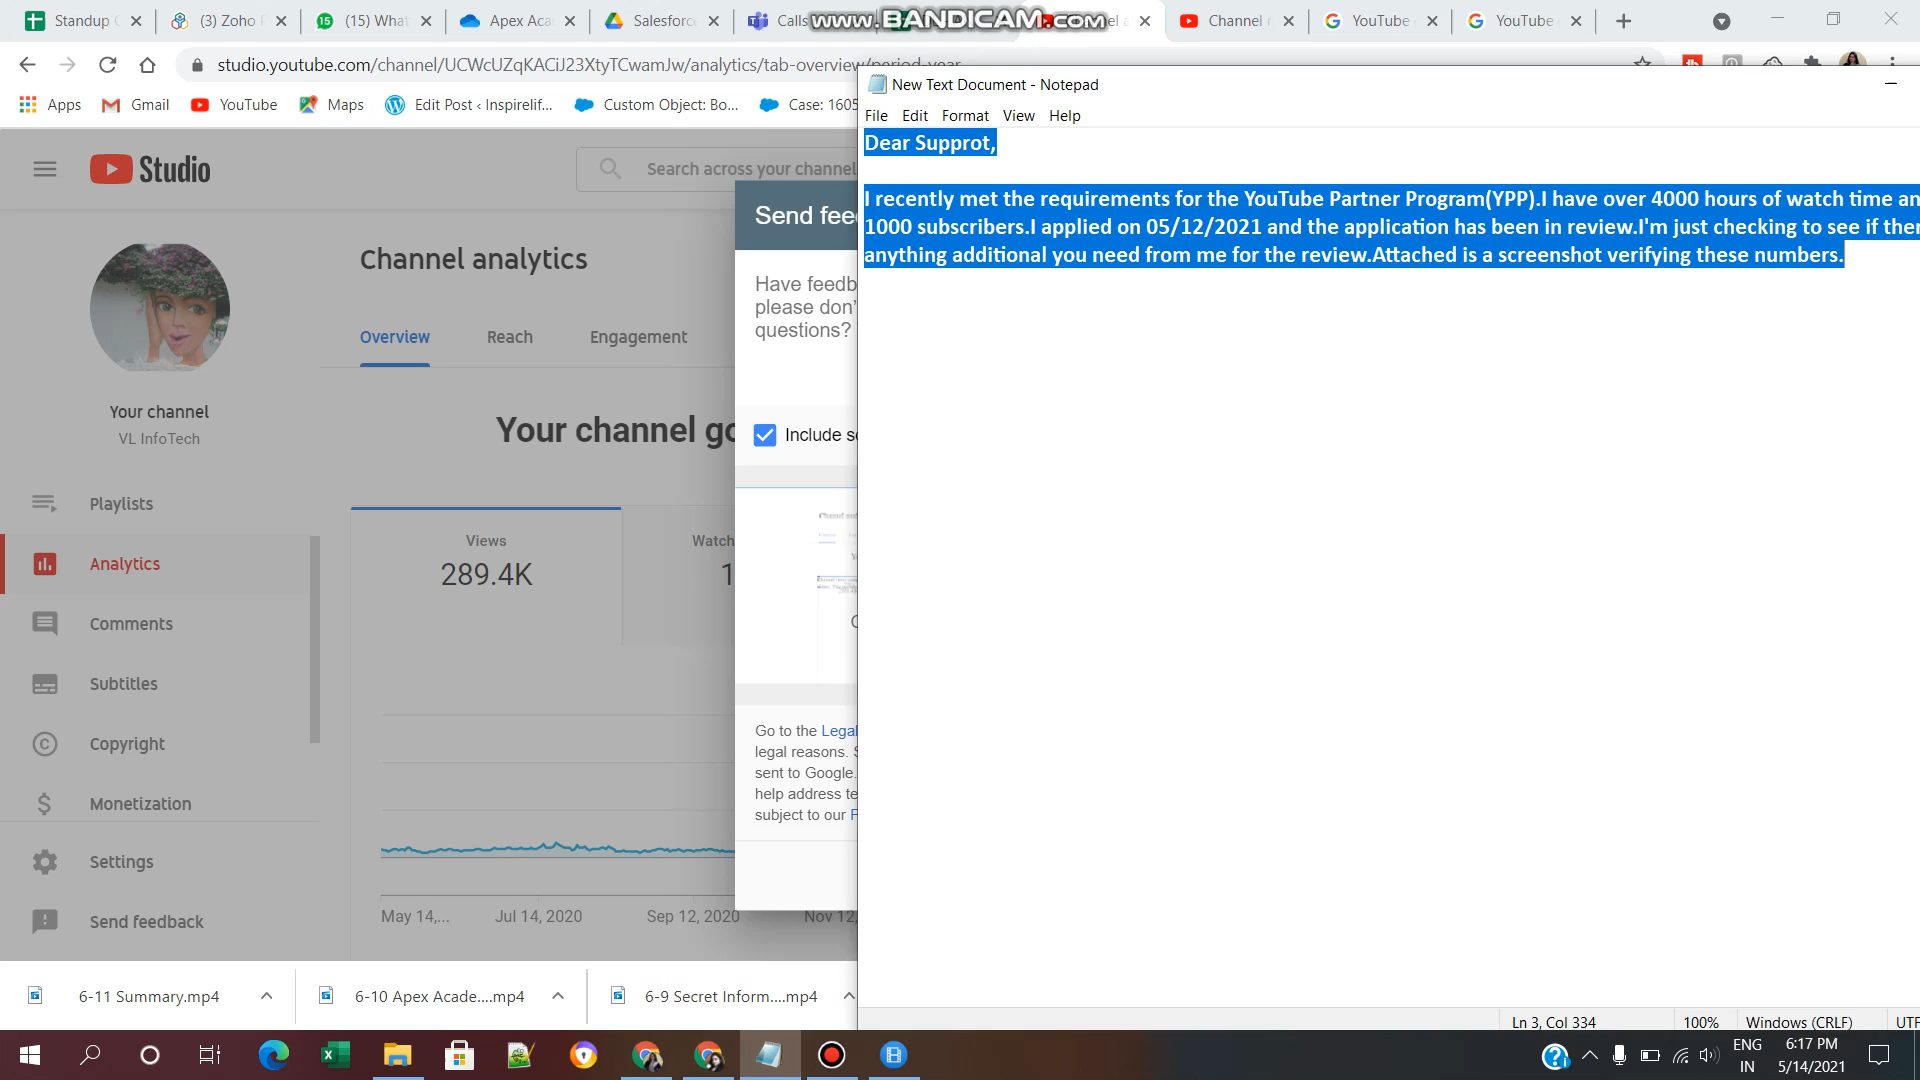 Standup
(3) Zoho
(15) What
Apex Aca
Salesforc
Calls
www.BANDICAM.com
Channel
YouTube
YouTube
studio.youtube.com/channel/UCWcUZqKACiJ23XtyTCwamJw/analytics/tab-overview/period-year
Apps
Gmail
YouTube
Maps
Edit Post ‹ Inspirelif...
Custom Object: Bo...
Case: 1605
New Text Document - Notepad
File Edit Format View Help
Dear Supprot,
I recently met the requirements for the YouTube Partner Program(YPP).I have over 4000 hours of watch time an
1000 subscribers.I applied on 05/12/2021 and the application has been in review.I'm just checking to see if ther
anything additional you need from me for the review.Attached is a screenshot verifying these numbers.
Studio
Search across your channel
Your channel
VL InfoTech
Playlists
Analytics
Comments
Subtitles
Copyright
Monetization
Settings
Send feedback
Channel analytics
Overview
Reach
Engagement
Your channel go
Views
289.4K
Watch
1
May 14,...
Jul 14, 2020
Sep 12, 2020
Nov 12,
Send fee
Have feedb
please don'
questions?
Include sc
Go to the Legal
legal reasons.
sent to Google.
help address te
subject to our
6-11 Summary.mp4
6-10 Apex Acade....mp4
6-9 Secret Inform....mp4
Ln 3, Col 334
100%
Windows (CRLF)
UTF
ENG
IN
6:17 PM
5/14/2021